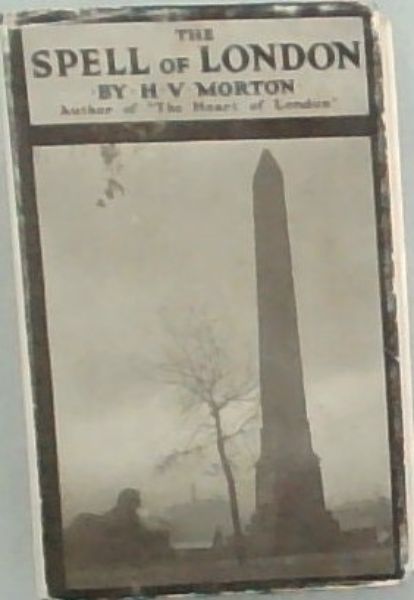 THE
SPELL OF LONDON
BY H V MORTON
Author of "The Heart of London"